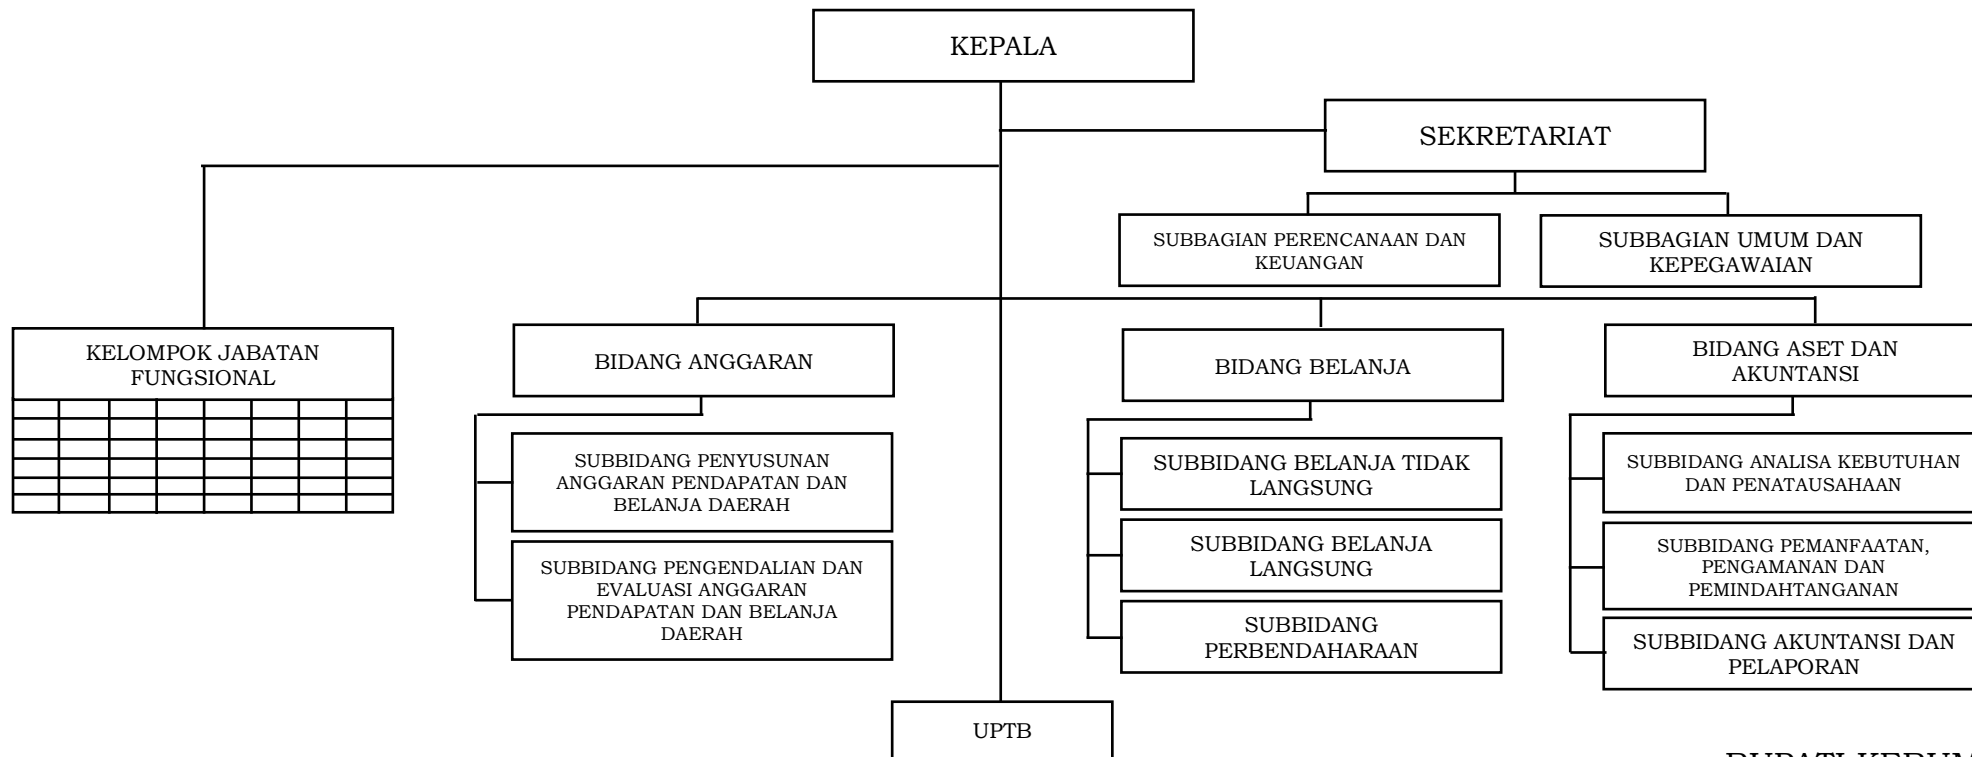 KEPALA
SEKRETARIAT
SUBBAGIAN PERENCANAAN DAN
KEUANGAN
SUBBAGIAN UMUM DAN
KEPEGAWAIAN
KELOMPOK JABATAN
FUNGSIONAL
BIDANG ANGGARAN
BIDANG BELANJA
BIDANG ASET DAN
AKUNTANSI
SUBBIDANG PENYUSUNAN
ANGGARAN PENDAPATAN DAN
BELANJA DAERAH
SUBBIDANG PENGENDALIAN DAN
EVALUASI ANGGARAN
PENDAPATAN DAN BELANJA
DAERAH
SUBBIDANG BELANJA TIDAK
LANGSUNG
SUBBIDANG BELANJA
LANGSUNG
SUBBIDANG
PERBENDAHARAAN
SUBBIDANG ANALISA KEBUTUHAN
DAN PENATAUSAHAAN
SUBBIDANG PEMANFAATAN,
PENGAMANAN DAN
PEMINDAHTANGANAN
SUBBIDANG AKUNTANSI DAN
PELAPORAN
UPTB